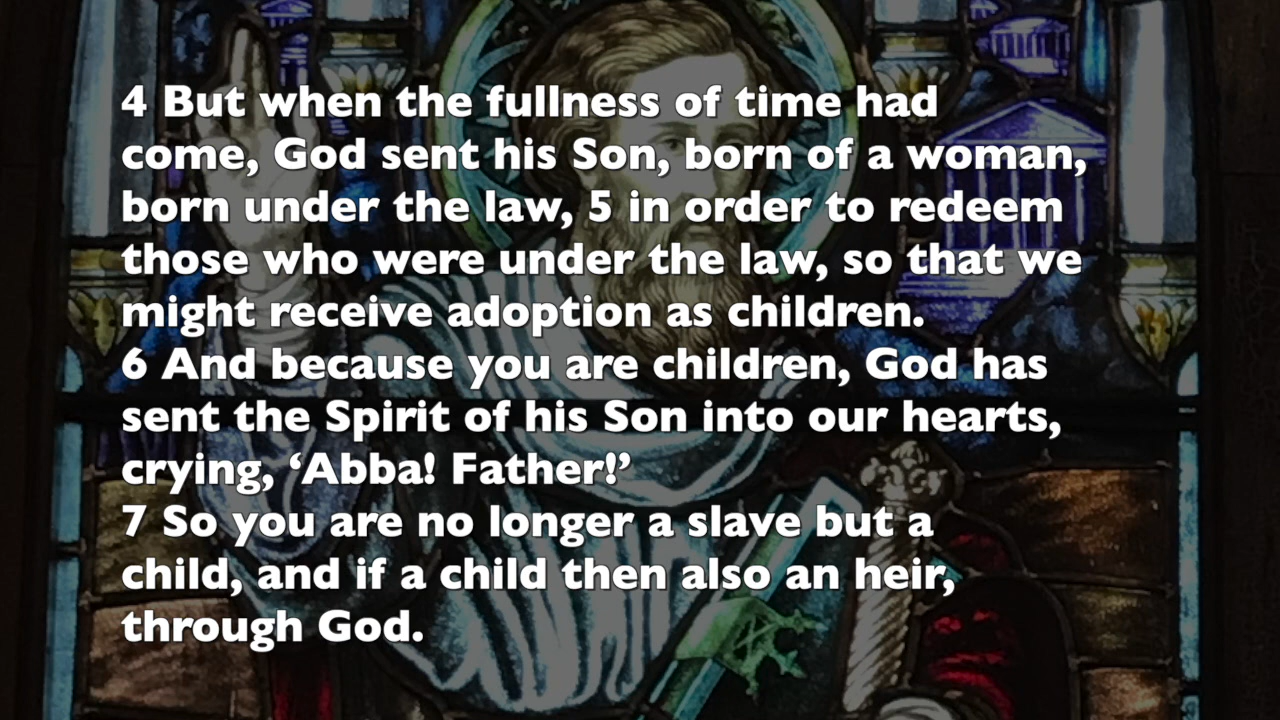 4 But when the fullness of time had
come, God sent his Son, born of a woman,
born under the law, 5 in order to redeem
those who were under the law, so that we
might receive adoption as children.
6 And because you are children, God has
sent the Spirit of his Son into our hearts,
crying, ‘Abba! Father!’
7 So you are no longer a slave but a
child, and if a child then also an heir,
through God.